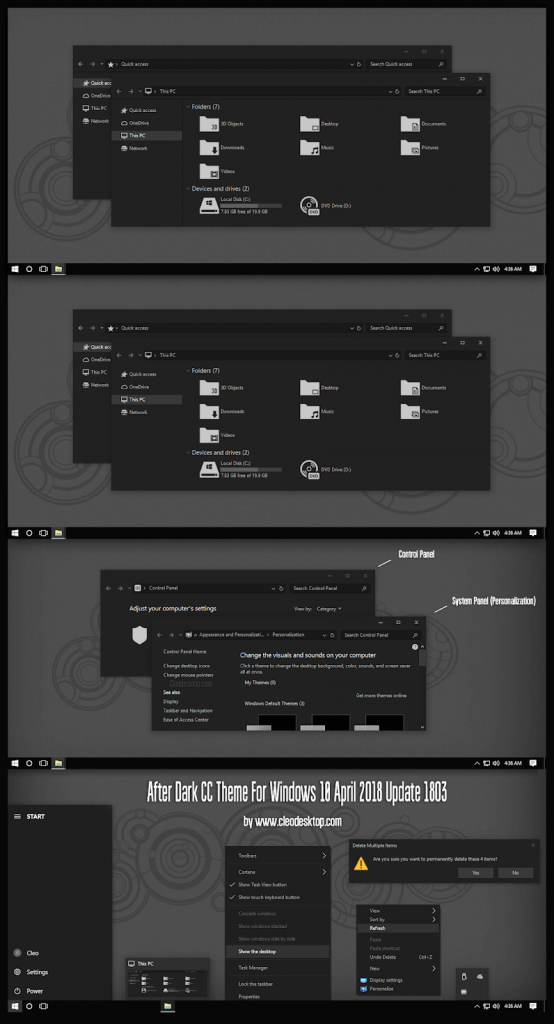 Quick access
Search Quick access
Quick acc
This PC
Search This PC
OneDrive
This PC
Network
Quick access
OneDrive
This PC
Network
Folders (7)
3D Objects
Desktop
Documents
Downloads
Music
Pictures
Videos
Devices and drives (2)
Local Disk (C:)
7.83 GB free of 19.9 GB
DVD Drive (D:)
DVD
4:36 AM
Quick access
Search Quick access
Quick acc
This PC
Search This PC
OneDrive
This PC
Network
Quick access
OneDrive
This PC
Network
Folders (7)
3D Objects
Desktop
Documents
Downloads
Music
Pictures
Videos
Devices and drives (2)
Local Disk (C:)
7.83 GB free of 19.9 GB
DVD Drive (D:)
DVD
4:36 AM
Control Panel
Control Panel
Search Control Panel
System Panel (Personalization)
Adjust your computer's settings
View by: Category
« Appearance and Personalizati... › Personalization
Search Control Panel
Control Panel Home
Change desktop icons
Change mouse pointers
Cleodesktop.com
See also
Display
Taskbar and Navigation
Ease of Access Center
Change the visuals and sounds on your computer
Click a theme to change the desktop background, color, sounds, and screen saver
all at once.
My Themes (0)
Get more themes online
Windows Default Themes (3)
4:36 AM
After Dark CC Theme For Windows 10 April 2018 Update 1803
by www.cleodesktop.com
START
Cleo
Settings
Power
This PC
Toolbars
Cortana
Show Task View button
Show touch keyboard button
Cascade windows
Show windows stacked
Show windows side by side
Show the desktop
Task Manager
Lock the taskbar
Properties
Delete Multiple Items
Are you sure you want to permanently delete these 4 items?
Yes
No
View
Sort by
Refresh
Paste
Paste shortcut
Undo Delete Ctrl+Z
New
Display settings
Personalize
4:36 AM